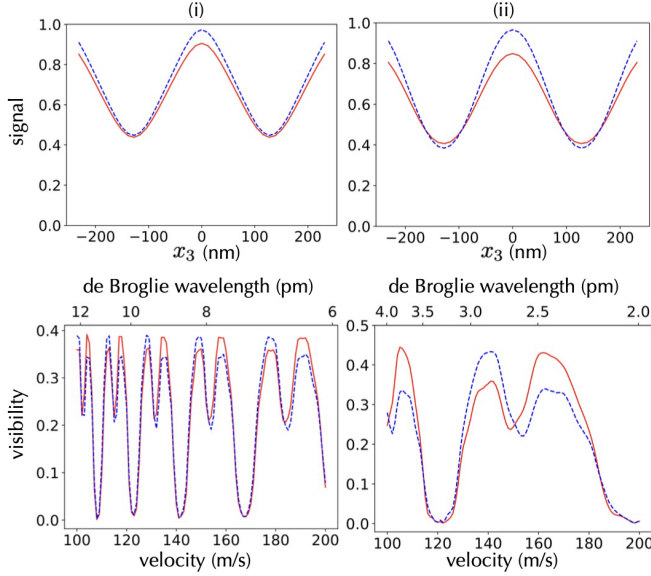 (i)
(ii)
signal
1.0
0.8
0.6
0.4
0.2
0.0
−200 −100 0 100 200
x₃ (nm)
1.0
0.8
0.6
0.4
0.2
0.0
−200 −100 0 100 200
x₃ (nm)
de Broglie wavelength (pm)
12 10 8 6
visibility
0.4
0.3
0.2
0.1
0.0
100 120 140 160 180 200
velocity (m/s)
de Broglie wavelength (pm)
4.0 3.5 3.0 2.5 2.0
0.5
0.4
0.3
0.2
0.1
0.0
100 120 140 160 180 200
velocity (m/s)